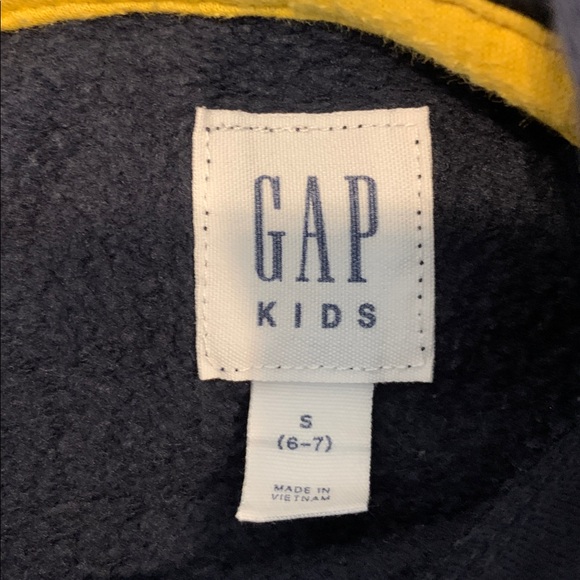 GAP
KIDS
S
(6-7)
MADE IN
VIETNAM